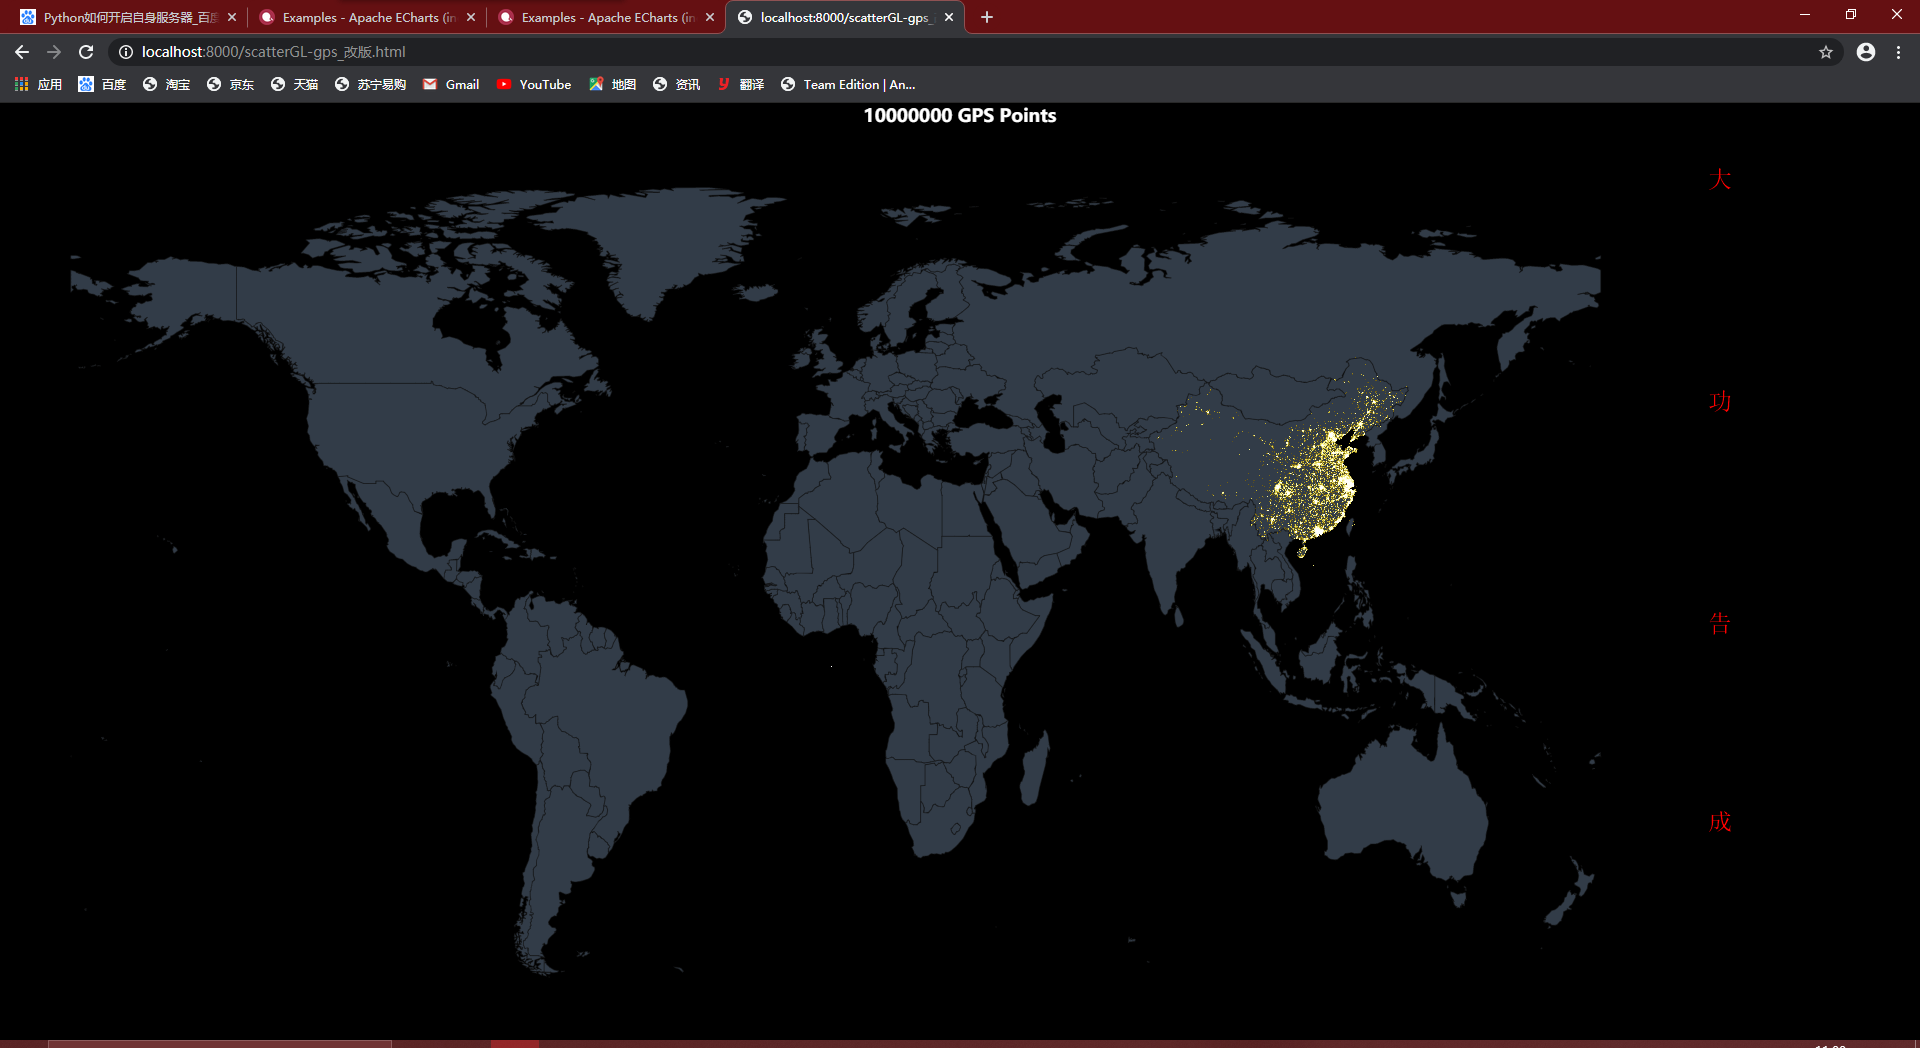 Python如何开启自身服务器_百度
Examples - Apache ECharts (in
Examples - Apache ECharts (in
localhost:8000/scatterGL-gps_
localhost:8000/scatterGL-gps_改版.html
应用 百度 淘宝 京东 天猫 苏宁易购 Gmail YouTube 地图 资讯 翻译 Team Edition | An...
10000000 GPS Points
大
功
告
成